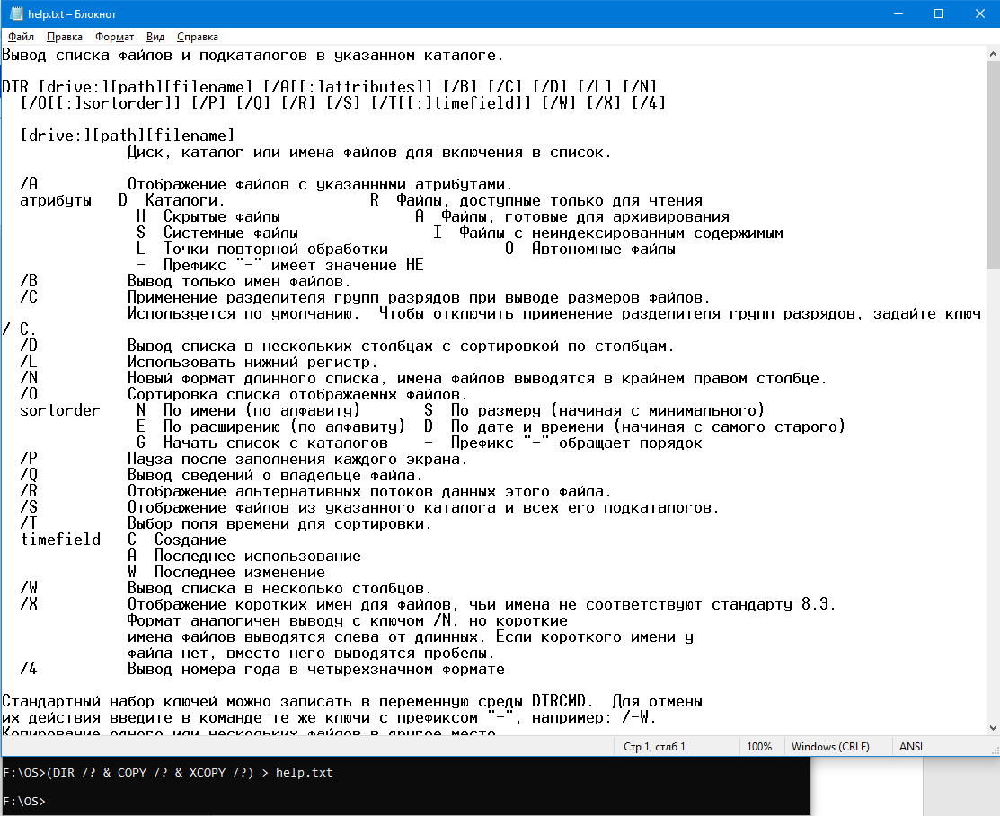 help.txt – Блокнот
Файл Правка Формат Вид Справка
Вывод списка файлов и подкаталогов в указанном каталоге.
DIR [drive:][path][filename] [/A[[:]attributes]] [/B] [/C] [/D] [/L] [/N]
[/O[[:]sortorder]] [/P] [/Q] [/R] [/S] [/T[[:]timefield]] [/W] [/X] [/4]
[drive:][path][filename]
Диск, каталог или имена файлов для включения в список.
/A Отображение файлов с указанными атрибутами.
атрибуты D Каталоги. R Файлы, доступные только для чтения
H Скрытые файлы A Файлы, готовые для архивирования
S Системные файлы I Файлы с неиндексированным содержимым
L Точки повторной обработки O Автономные файлы
- Префикс "-" имеет значение НЕ
/B Вывод только имен файлов.
/C Применение разделителя групп разрядов при выводе размеров файлов.
Используется по умолчанию. Чтобы отключить применение разделителя групп разрядов, задайте ключ
/-C.
/D Вывод списка в нескольких столбцах с сортировкой по столбцам.
/L Использовать нижний регистр.
/N Новый формат длинного списка, имена файлов выводятся в крайнем правом столбце.
/O Сортировка списка отображаемых файлов.
sortorder N По имени (по алфавиту) S По размеру (начиная с минимального)
E По расширению (по алфавиту) D По дате и времени (начиная с самого старого)
G Начать список с каталогов - Префикс "-" обращает порядок
/P Пауза после заполнения каждого экрана.
/Q Вывод сведений о владельце файла.
/R Отображение альтернативных потоков данных этого файла.
/S Отображение файлов из указанного каталога и всех его подкаталогов.
/T Выбор поля времени для сортировки.
timefield C Создание
A Последнее использование
W Последнее изменение
/W Вывод списка в несколько столбцов.
/X Отображение коротких имен для файлов, чьи имена не соответствуют стандарту 8.3.
Формат аналогичен выводу с ключом /N, но короткие
имена файлов выводятся слева от длинных. Если короткого имени у
файла нет, вместо него выводятся пробелы.
/4 Вывод номера года в четырехзначном формате
Стандартный набор ключей можно записать в переменную среды DIRCMD. Для отмены
их действия введите в команде те же ключи с префиксом "-", например: /-W.
Копирование одного или нескольких файлов в другое место.
Стр 1, стлб 1 100% Windows (CRLF) ANSI
F:\OS>(DIR /? & COPY /? & XCOPY /?) > help.txt
F:\OS>